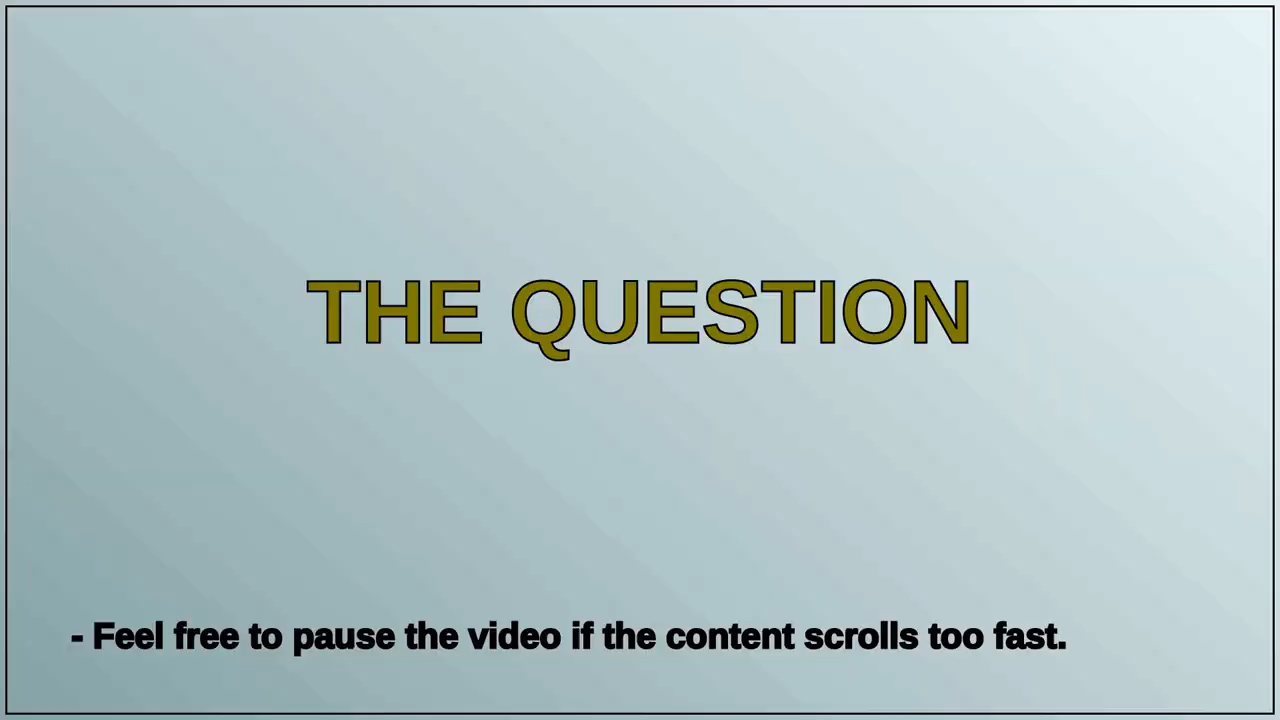 THE QUESTION
- Feel free to pause the video if the content scrolls too fast.